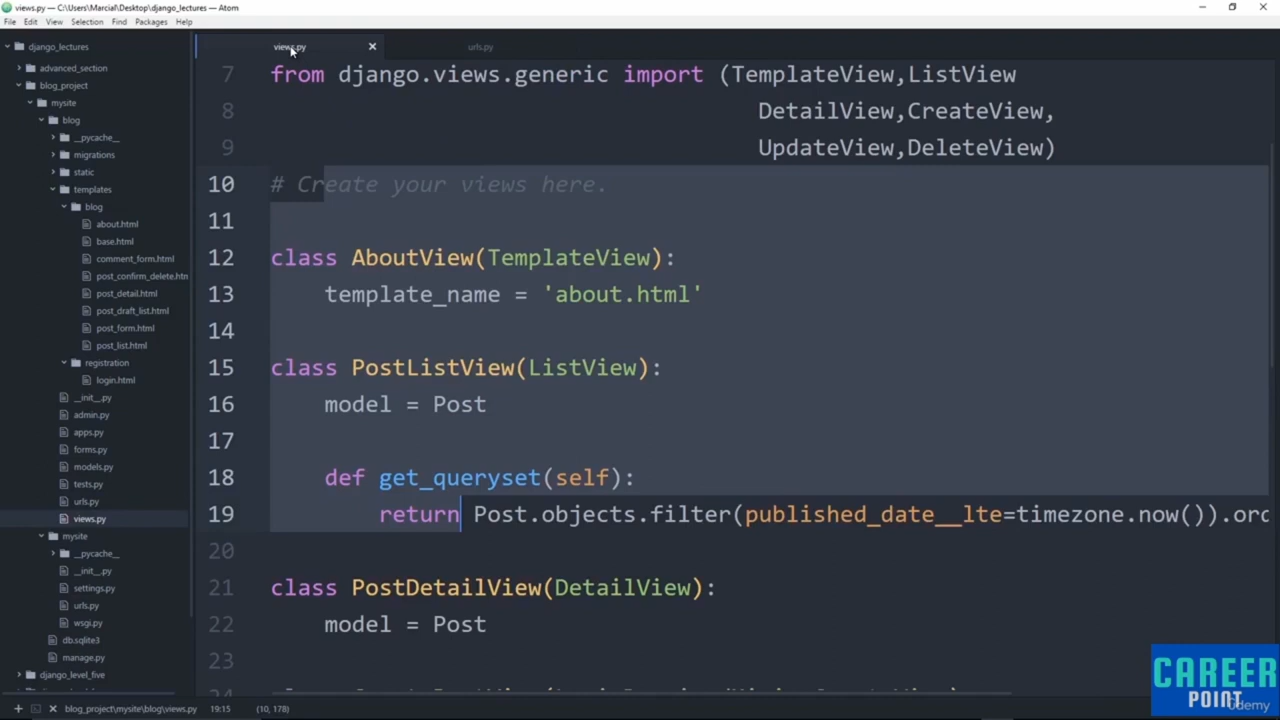 views.py — C:\Users\Marcial\Desktop\django_lectures — Atom
File Edit View Selection Find Packages Help
django_lectures
advanced_section
blog_project
mysite
blog
__pycache__
migrations
static
templates
blog
about.html
base.html
comment_form.html
post_confirm_delete.htn
post_detail.html
post_draft_list.html
post_form.html
post_list.html
registration
login.html
__init__.py
admin.py
apps.py
forms.py
models.py
tests.py
urls.py
views.py
mysite
__pycache__
__init__.py
settings.py
urls.py
wsgi.py
db.sqlite3
manage.py
django_level_five
views.py urls.py
7 from django.views.generic import (TemplateView,ListView
8 DetailView,CreateView,
9 UpdateView,DeleteView)
10 # Create your views here.
11
12 class AboutView(TemplateView):
13 template_name = 'about.html'
14
15 class PostListView(ListView):
16 model = Post
17
18 def get_queryset(self):
19 return Post.objects.filter(published_date__lte=timezone.now()).orc
20
21 class PostDetailView(DetailView):
22 model = Post
23
blog_project\mysite\blog\views.py 19:15 (10, 178)
CAREER
POINT
Udemy